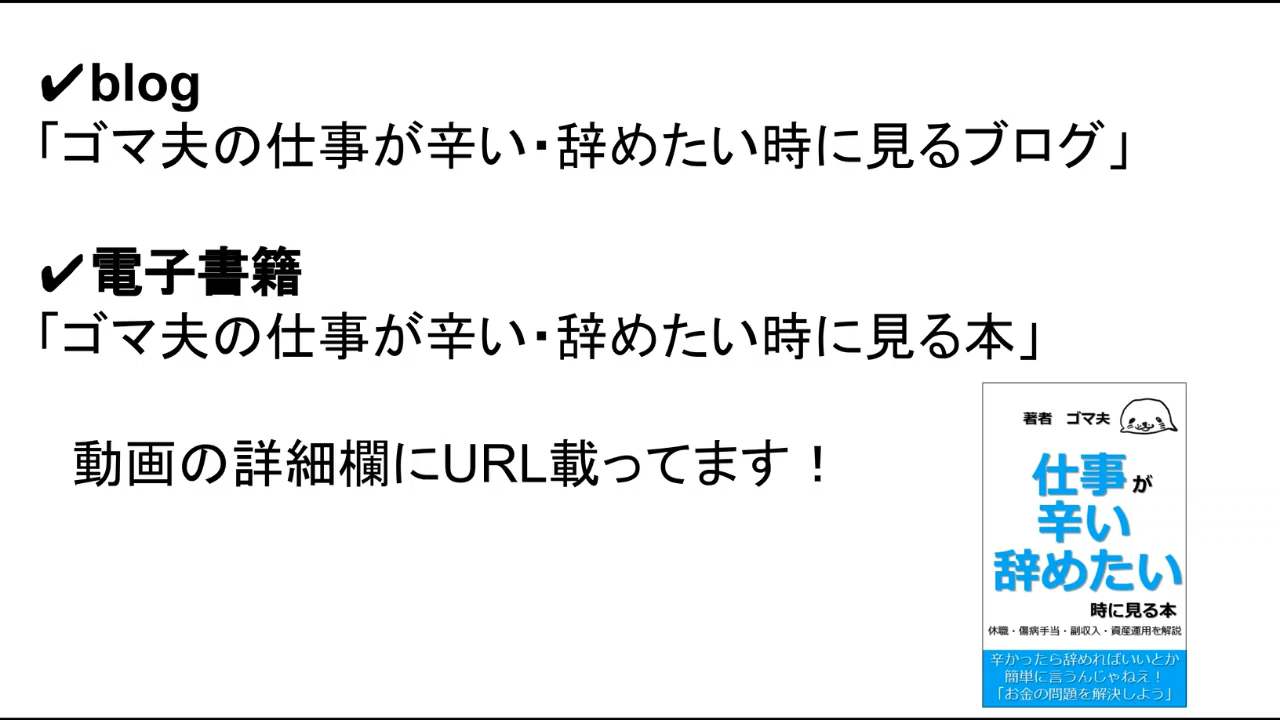 ✔blog
「ゴマ夫の仕事が辛い・辞めたい時に見るブログ」
✔電子書籍
「ゴマ夫の仕事が辛い・辞めたい時に見る本」
動画の詳細欄にURL載ってます！
著者　ゴマ夫
仕事が
辛い
辞めたい
時に見る本
休職・傷病手当・副収入・資産運用を解説
辛かったら辞めればいいとか
簡単に言うんじゃねえ！
「お金の問題を解決しよう」